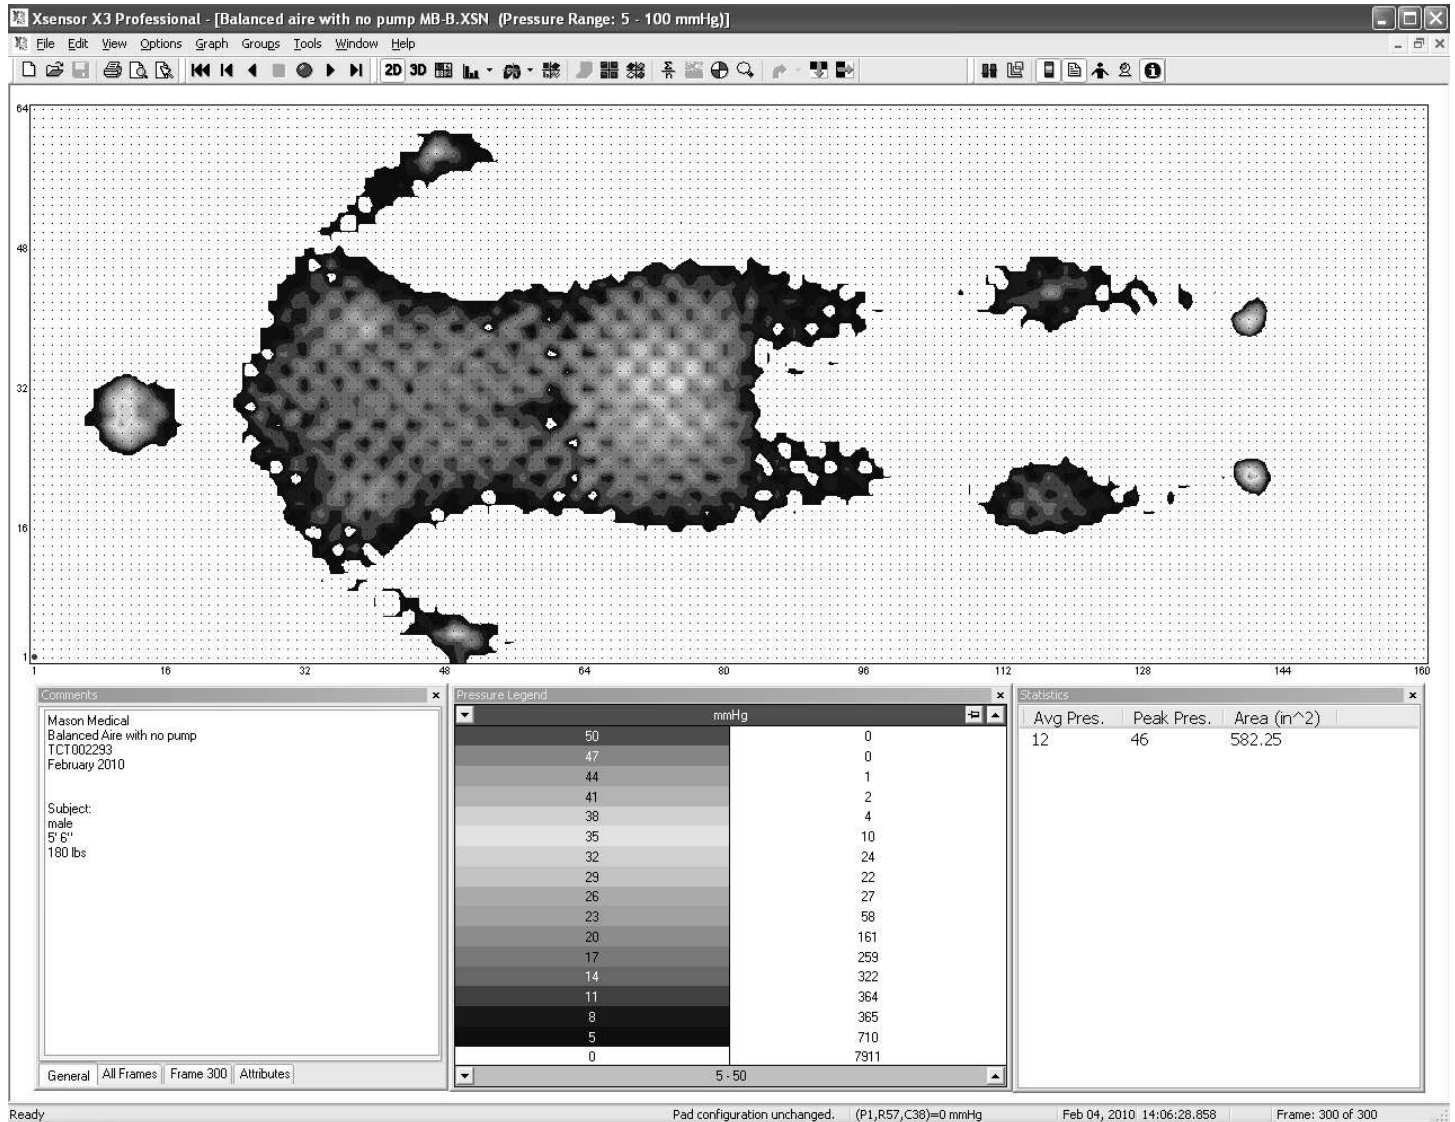 Xsensor X3 Professional - [Balanced aire with no pump MB-B.XSN (Pressure Range: 5 - 100 mmHg)]
File Edit View Options Graph Groups Tools Window Help
2D 3D
64
48
32
16
1
1 16 32 48 64 80 96 112 128 144 160
Comments
Mason Medical
Balanced Aire with no pump
TCT002293
February 2010
Subject:
male
5' 6"
180 lbs
General All Frames Frame 300 Attributes
Pressure Legend
mmHg
50 0
47 0
44 1
41 2
38 4
35 10
32 24
29 22
26 27
23 58
20 161
17 259
14 322
11 364
8 365
5 710
0 7911
5 - 50
Statistics
Avg Pres. Peak Pres. Area (in^2)
12 46 582.25
Ready Pad configuration unchanged. (P1,R57,C38)=0 mmHg Feb 04, 2010 14:06:28.858 Frame: 300 of 300